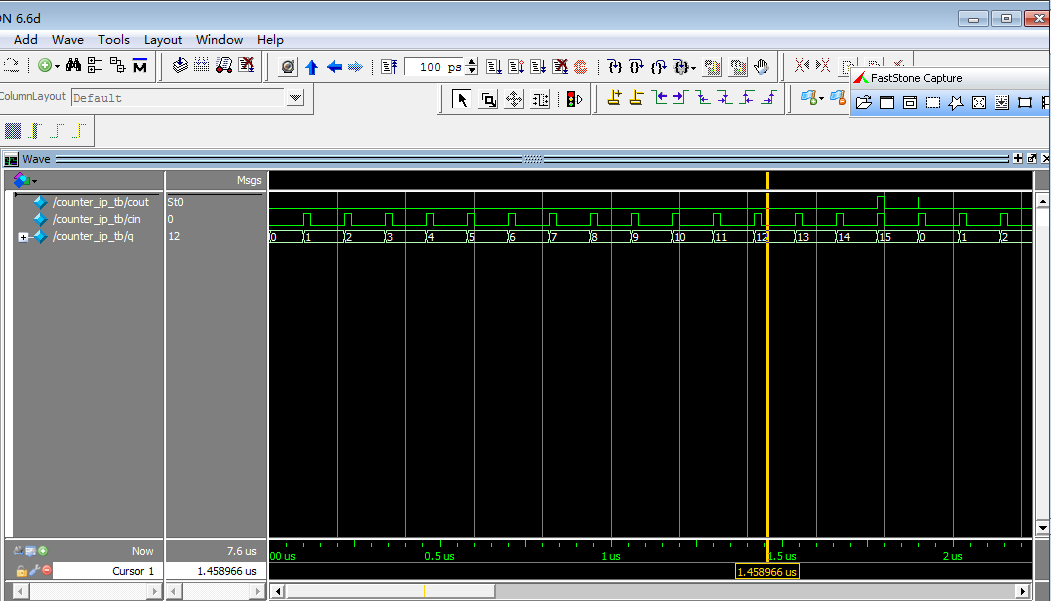 ON 6.6d
Add Wave Tools Layout Window Help
100 ps
ColumnLayout Default
FastStone Capture
Wave
Msgs
/counter_ip_tb/cout St0
/counter_ip_tb/cin 0
/counter_ip_tb/q 12
0 1 2 3 4 5 6 7 8 9 10 11 12 13 14 15 0 1 2
Now 7.6 us
00 us 0.5 us 1 us 1.5 us 2 us
Cursor 1 1.458966 us
1.458966 us